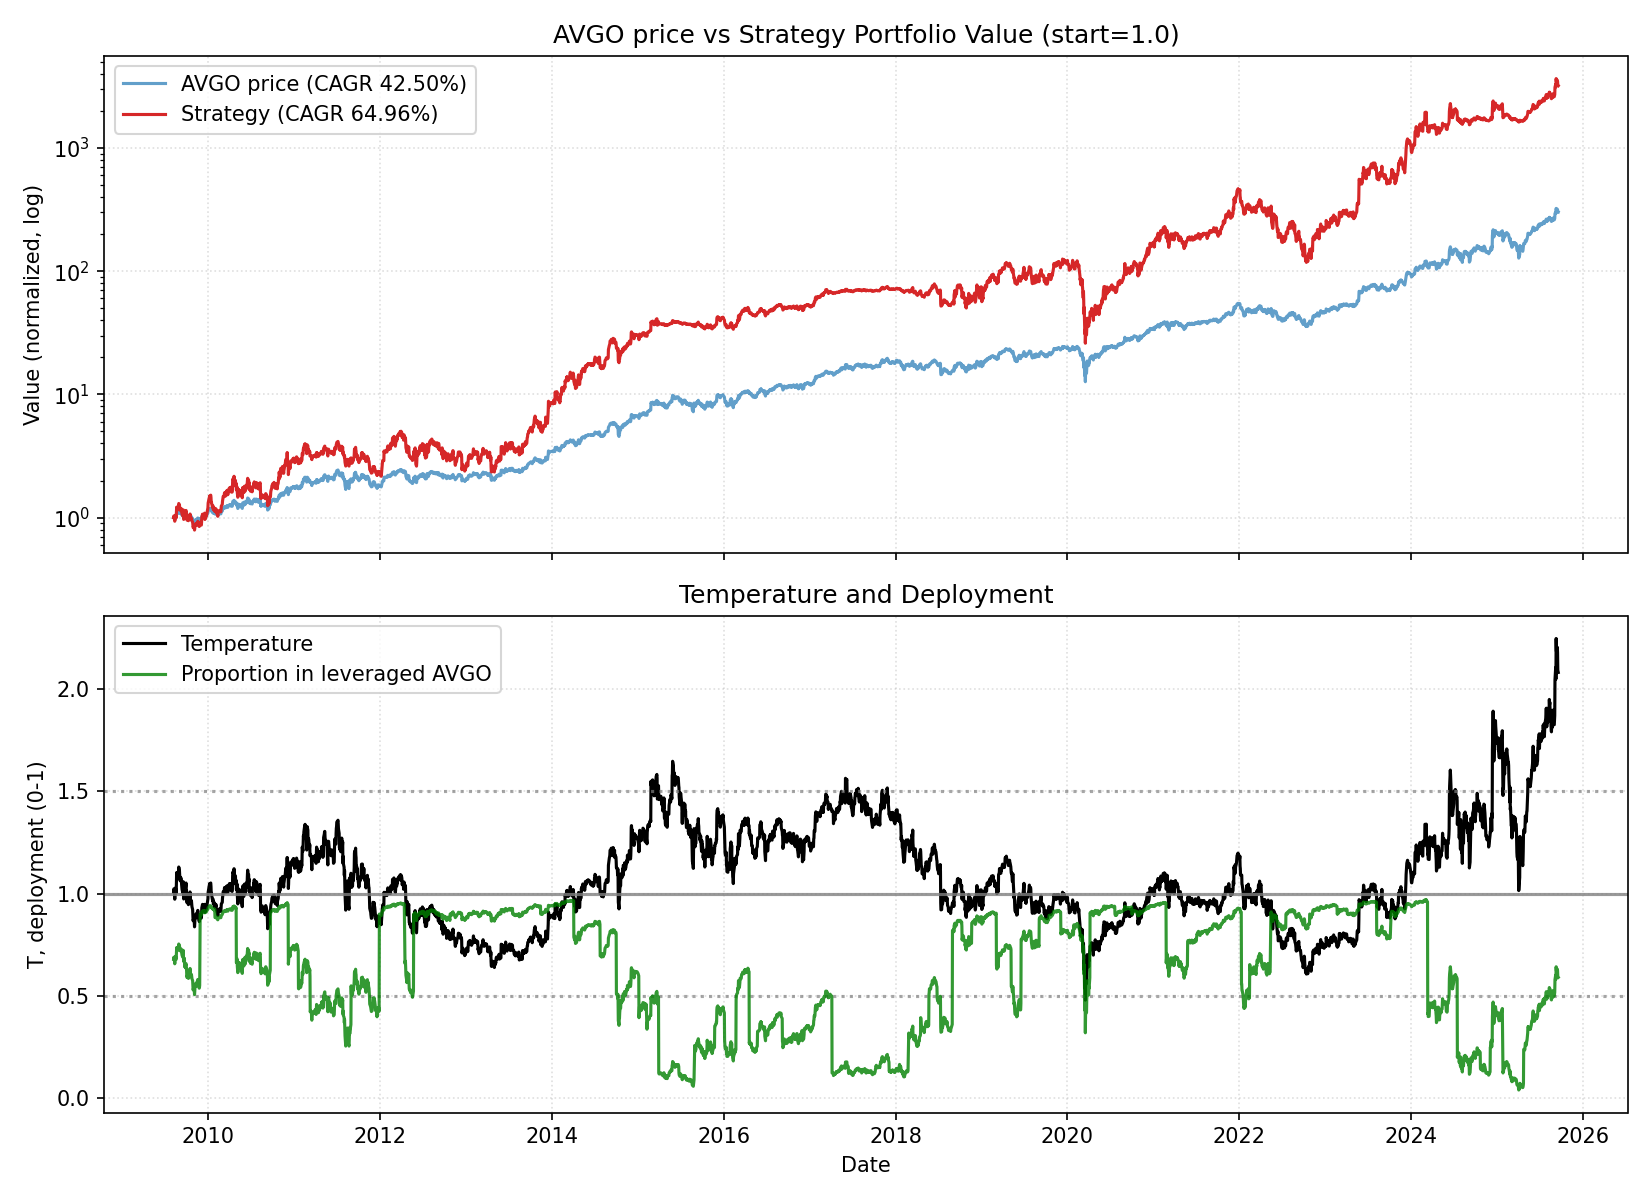 AVGO price vs Strategy Portfolio Value (start=1.0)
AVGO price (CAGR 42.50%)
Strategy (CAGR 64.96%)
Value (normalized, log)
10³
10²
10¹
10⁰
Temperature and Deployment
Temperature
Proportion in leveraged AVGO
T, deployment (0-1)
2.0
1.5
1.0
0.5
0.0
2010 2012 2014 2016 2018 2020 2022 2024 2026
Date